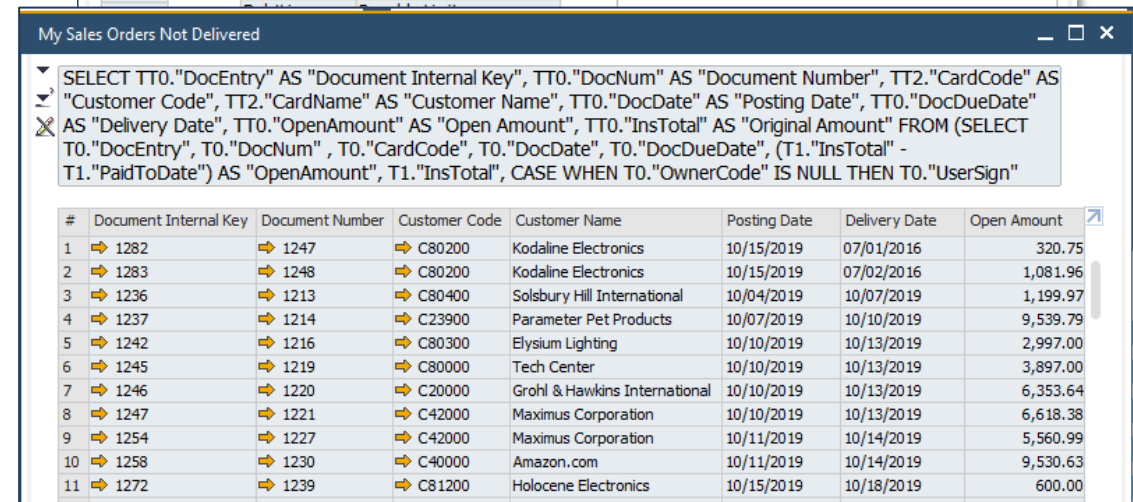 My Sales Orders Not Delivered
SELECT TT0."DocEntry" AS "Document Internal Key", TT0."DocNum" AS "Document Number", TT2."CardCode" AS
"Customer Code", TT2."CardName" AS "Customer Name", TT0."DocDate" AS "Posting Date", TT0."DocDueDate"
AS "Delivery Date", TT0."OpenAmount" AS "Open Amount", TT0."InsTotal" AS "Original Amount" FROM (SELECT
T0."DocEntry", T0."DocNum" , T0."CardCode", T0."DocDate", T0."DocDueDate", (T1."InsTotal" -
T1."PaidToDate") AS "OpenAmount", T1."InsTotal", CASE WHEN T0."OwnerCode" IS NULL THEN T0."UserSign"
# Document Internal Key Document Number Customer Code Customer Name Posting Date Delivery Date Open Amount
1 1282 1247 C80200 Kodaline Electronics 10/15/2019 07/01/2016 320.75
2 1283 1248 C80200 Kodaline Electronics 10/15/2019 07/02/2016 1,081.96
3 1236 1213 C80400 Solsbury Hill International 10/04/2019 10/07/2019 1,199.97
4 1237 1214 C23900 Parameter Pet Products 10/07/2019 10/10/2019 9,539.79
5 1242 1216 C80300 Elysium Lighting 10/10/2019 10/13/2019 2,997.00
6 1245 1219 C80000 Tech Center 10/10/2019 10/13/2019 3,897.00
7 1246 1220 C20000 Grohl & Hawkins International 10/10/2019 10/13/2019 6,353.64
8 1247 1221 C42000 Maximus Corporation 10/10/2019 10/13/2019 6,618.38
9 1254 1227 C42000 Maximus Corporation 10/11/2019 10/14/2019 5,560.99
10 1258 1230 C40000 Amazon.com 10/11/2019 10/14/2019 9,530.63
11 1272 1239 C81200 Holocene Electronics 10/15/2019 10/18/2019 600.00